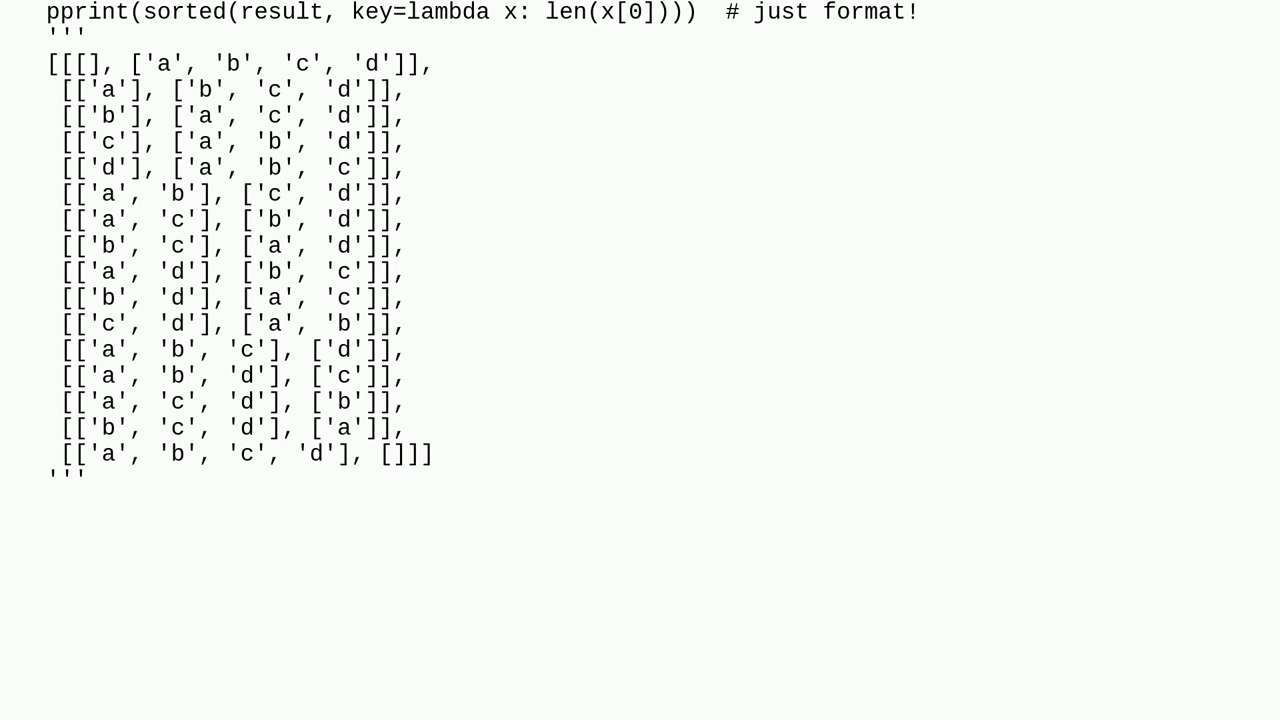 pprint(sorted(result, key=lambda x: len(x[0])))  # just format!
'''
[[[], ['a', 'b', 'c', 'd']],
 [['a'], ['b', 'c', 'd']],
 [['b'], ['a', 'c', 'd']],
 [['c'], ['a', 'b', 'd']],
 [['d'], ['a', 'b', 'c']],
 [['a', 'b'], ['c', 'd']],
 [['a', 'c'], ['b', 'd']],
 [['b', 'c'], ['a', 'd']],
 [['a', 'd'], ['b', 'c']],
 [['b', 'd'], ['a', 'c']],
 [['c', 'd'], ['a', 'b']],
 [['a', 'b', 'c'], ['d']],
 [['a', 'b', 'd'], ['c']],
 [['a', 'c', 'd'], ['b']],
 [['b', 'c', 'd'], ['a']],
 [['a', 'b', 'c', 'd'], []]]
'''